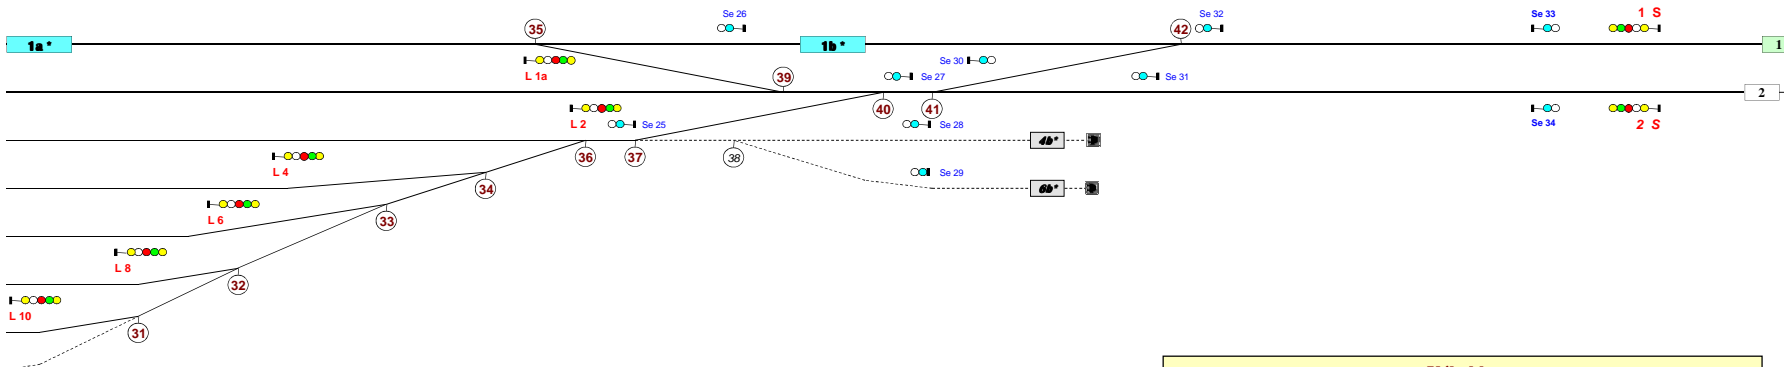 Se 26
Se 32
Se 33
1 S
35
42
1a *
1b *
1
L 1a
39
Se 30
Se 27
Se 31
2
L 2
40
41
Se 25
Se 28
Se 34
2 S
36
37
38
4b*
L 4
34
Se 29
6b*
L 6
33
L 8
32
L 10
31